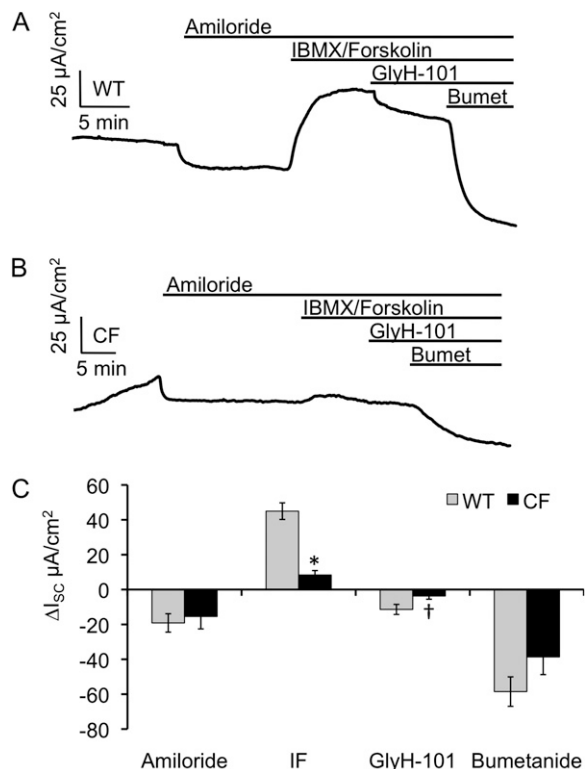 A
Amiloride
IBMX/Forskolin
GlyH-101
Bumet
25 µA/cm²
WT
5 min
B
Amiloride
IBMX/Forskolin
GlyH-101
Bumet
25 µA/cm²
CF
5 min
C
WT CF
ΔI_SC µA/cm²
60
40
20
0
-20
-40
-60
-80
*
†
Amiloride IF GlyH-101 Bumetanide